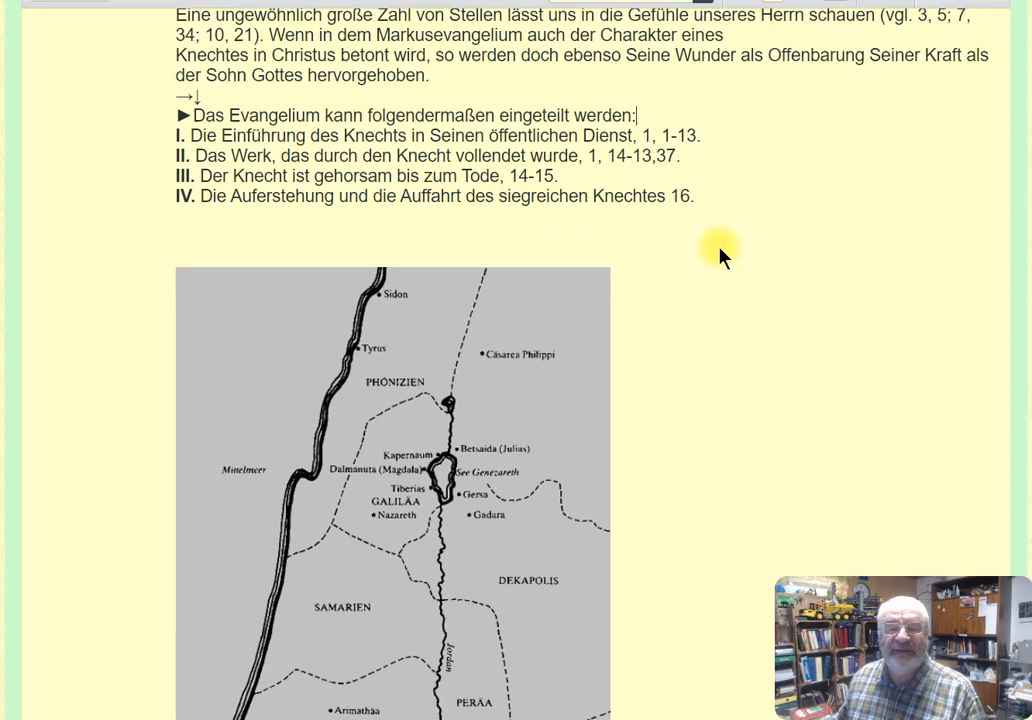 Eine ungewöhnlich große Zahl von Stellen lässt uns in die Gefühle unseres Herrn schauen (vgl. 3, 5; 7,
34; 10, 21). Wenn in dem Markusevangelium auch der Charakter eines
Knechtes in Christus betont wird, so werden doch ebenso Seine Wunder als Offenbarung Seiner Kraft als
der Sohn Gottes hervorgehoben.
→↓
►Das Evangelium kann folgendermaßen eingeteilt werden:
I. Die Einführung des Knechts in Seinen öffentlichen Dienst, 1, 1-13.
II. Das Werk, das durch den Knecht vollendet wurde, 1, 14-13,37.
III. Der Knecht ist gehorsam bis zum Tode, 14-15.
IV. Die Auferstehung und die Auffahrt des siegreichen Knechtes 16.
Sidon
Tyrus
Cäsarea Philippi
PHÖNIZIEN
Betsaida (Julias)
Kapernaum
Mittelmeer
Dalmanuta (Magdala)
See Genezareth
Tiberias
Gersa
GALILÄA
Nazareth
Gadara
DEKAPOLIS
SAMARIEN
Jordan
PERÄA
Arimathäa